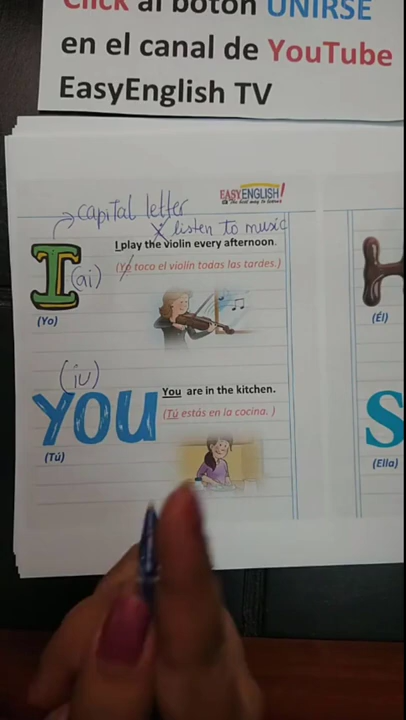 Click al botón UNIRSE
en el canal de YouTube
EasyEnglish TV
EASYENGLISH!
capital letter
listen to music
I play the violin every afternoon.
I (ai)
(Yo toco el violín todas las tardes.)
(Yo)
(Él)
(iu)
YOU
You are in the kitchen.
(Tú estás en la cocina. )
(Tú)
S
(Ella)